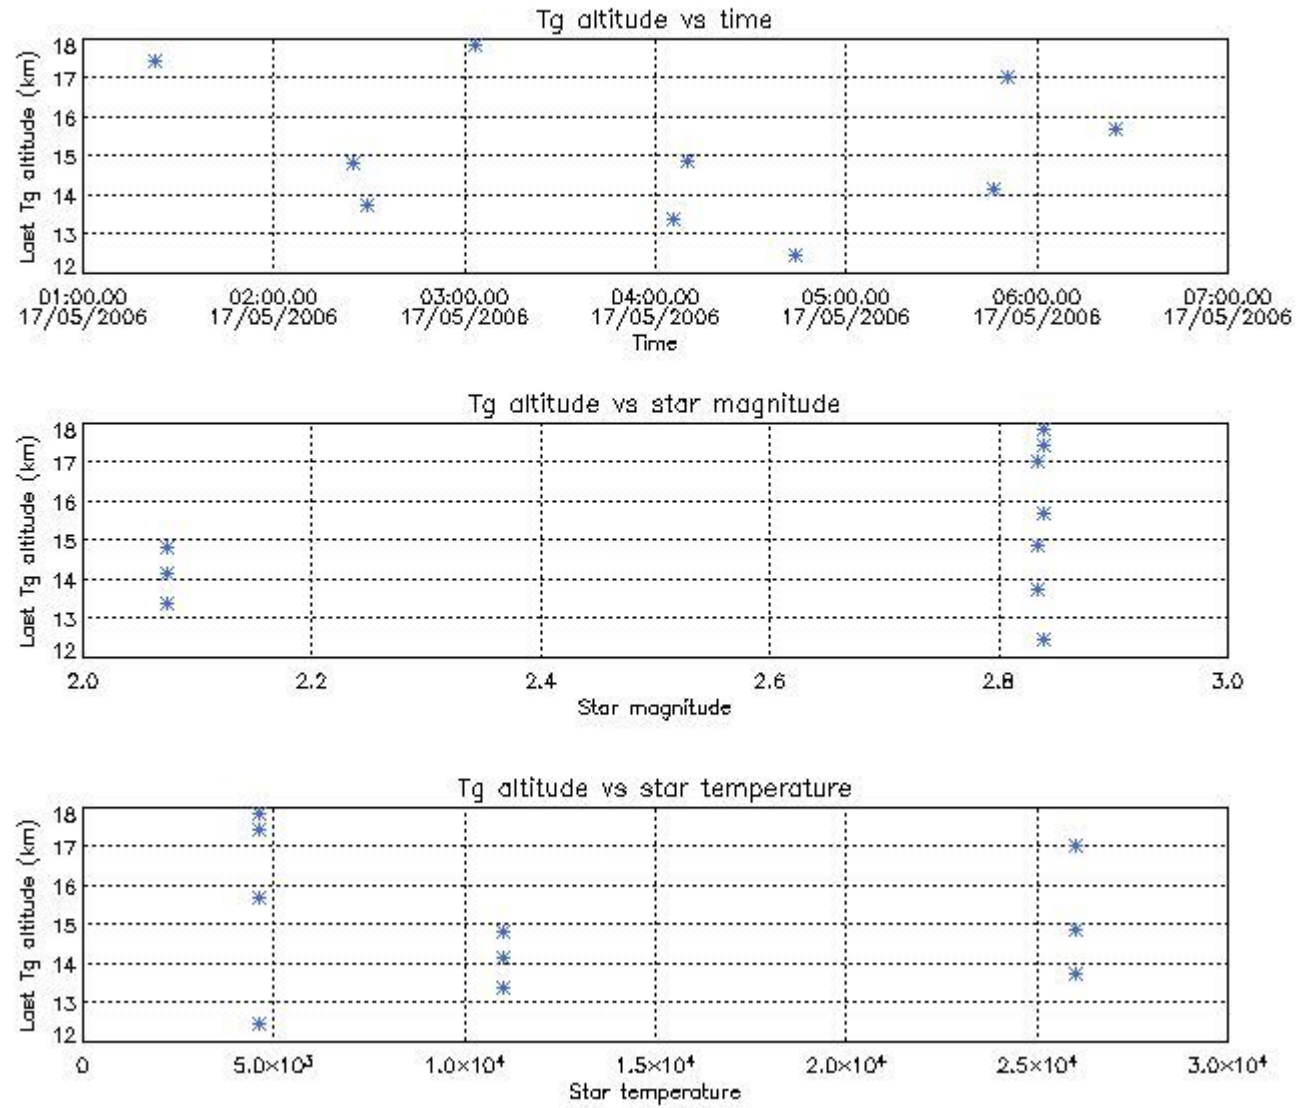 Tg altitude vs time
Last Tg altitude (km)
18
17
16
15
14
13
12
01:00.00 02:00.00 03:00.00 04:00.00 05:00.00 06:00.00 07:00.00
17/05/2006 17/05/2006 17/05/2006 17/05/2006 17/05/2006 17/05/2006 17/05/2006
Time
Tg altitude vs star magnitude
Last Tg altitude (km)
18
17
16
15
14
13
12
2.0 2.2 2.4 2.6 2.8 3.0
Star magnitude
Tg altitude vs star temperature
Last Tg altitude (km)
18
17
16
15
14
13
12
0 5.0×10³ 1.0×10⁴ 1.5×10⁴ 2.0×10⁴ 2.5×10⁴ 3.0×10⁴
Star temperature